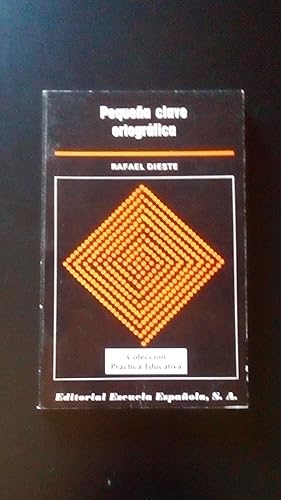 Pequeña clave
ortográfica
RAFAEL DIESTE
Colección
Práctica Educativa
Editorial Escuela Española, S. A.